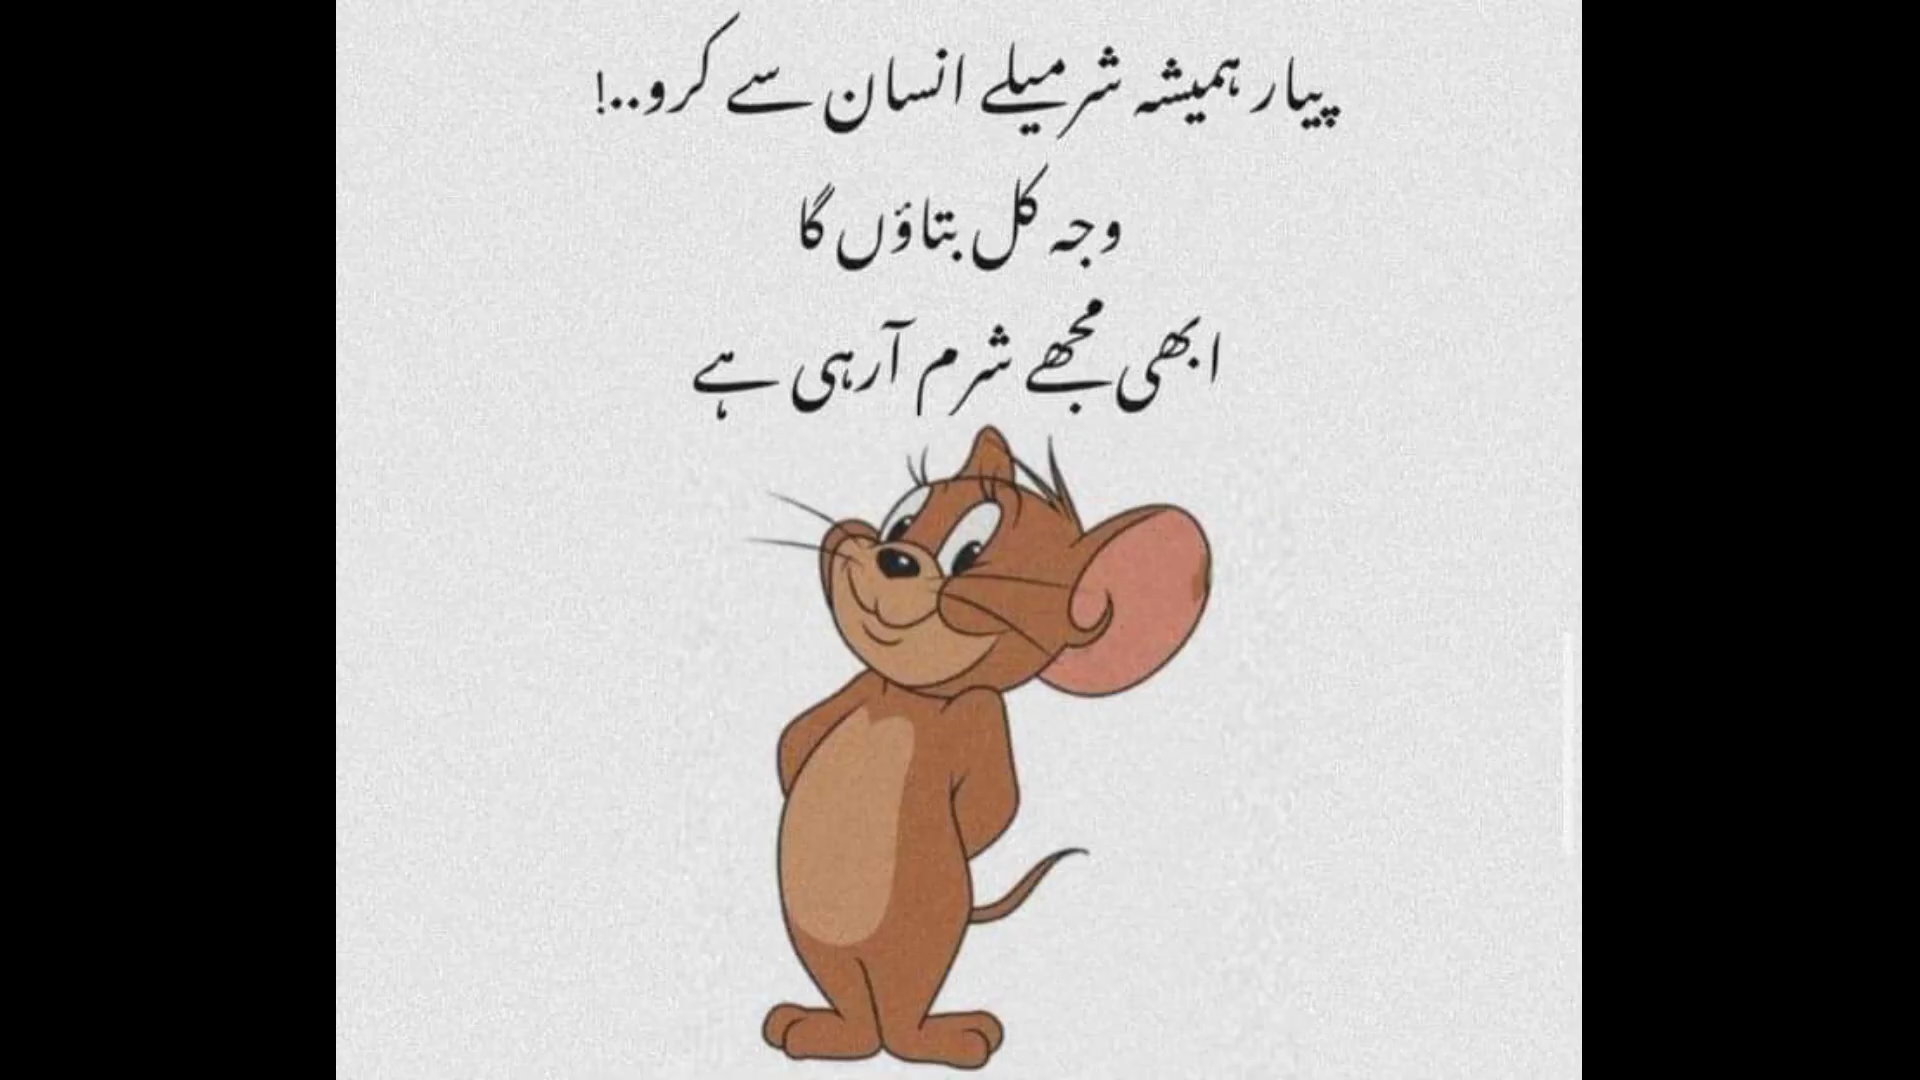 پیار ہمیشہ شرمیلے انسان سے کرو..!
وجہ کل بتاؤں گا
ابھی مجھے شرم آرہی ہے